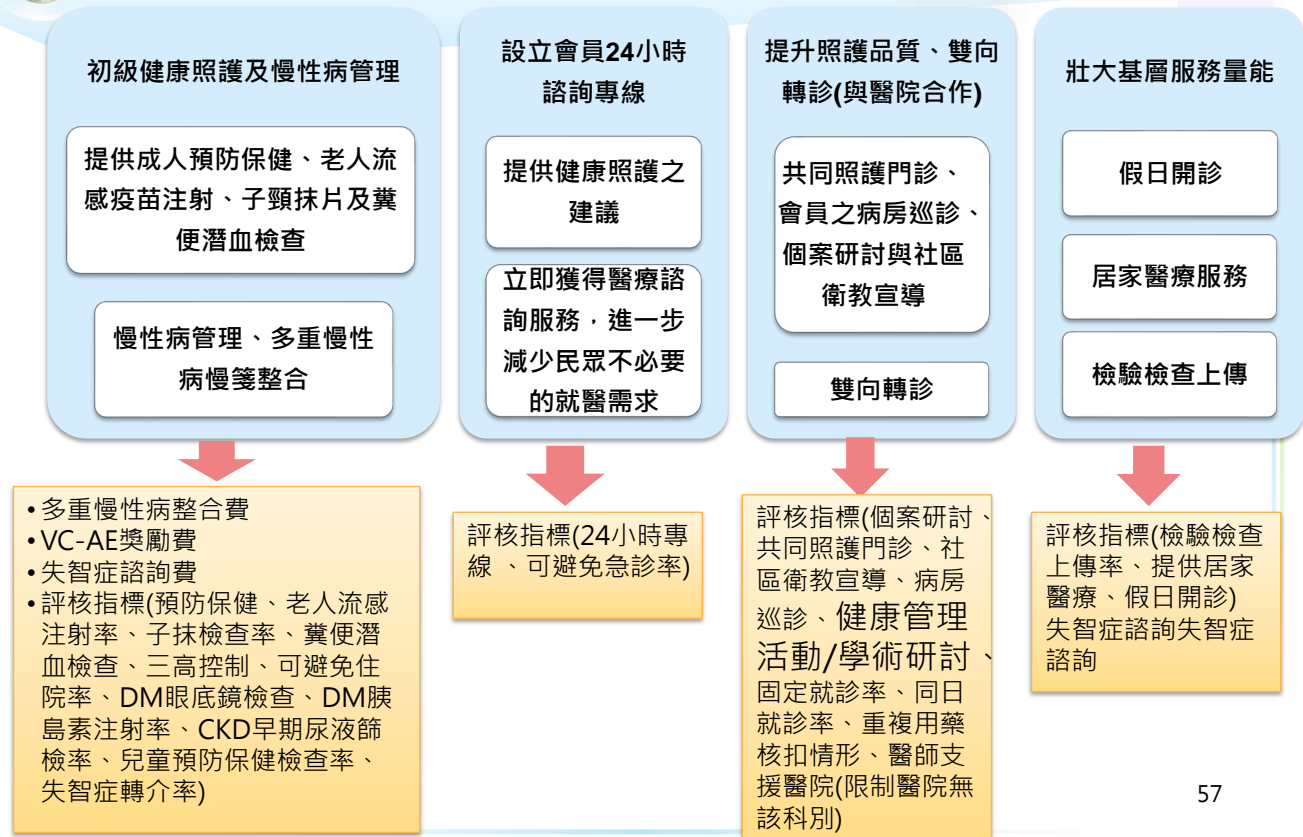 初級健康照護及慢性病管理
提供成人預防保健、老人流
感疫苗注射、子頸抹片及糞
便潛血檢查
慢性病管理、多重慢性
病慢箋整合
•多重慢性病整合費
•VC-AE獎勵費
•失智症諮詢費
•評核指標(預防保健、老人流感
注射率、子抹檢查率、糞便潛
血檢查、三高控制、可避免住
院率、DM眼底鏡檢查、DM胰
島素注射率、CKD早期尿液篩
檢率、兒童預防保健檢查率、
失智症轉介率)
設立會員24小時
諮詢專線
提供健康照護之
建議
立即獲得醫療諮
詢服務，進一步
減少民眾不必要
的就醫需求
評核指標(24小時專
線 、可避免急診率)
提升照護品質、雙向
轉診(與醫院合作)
共同照護門診、
會員之病房巡診、
個案研討與社區
衛教宣導
雙向轉診
評核指標(個案研討、
共同照護門診、社
區衛教宣導、病房
巡診、健康管理
活動/學術研討、
固定就診率、同日
就診率、重複用藥
核扣情形、醫師支
援醫院(限制醫院無
該科別)
壯大基層服務量能
假日開診
居家醫療服務
檢驗檢查上傳
評核指標(檢驗檢查
上傳率、提供居家
醫療、假日開診)
失智症諮詢失智症
諮詢
57